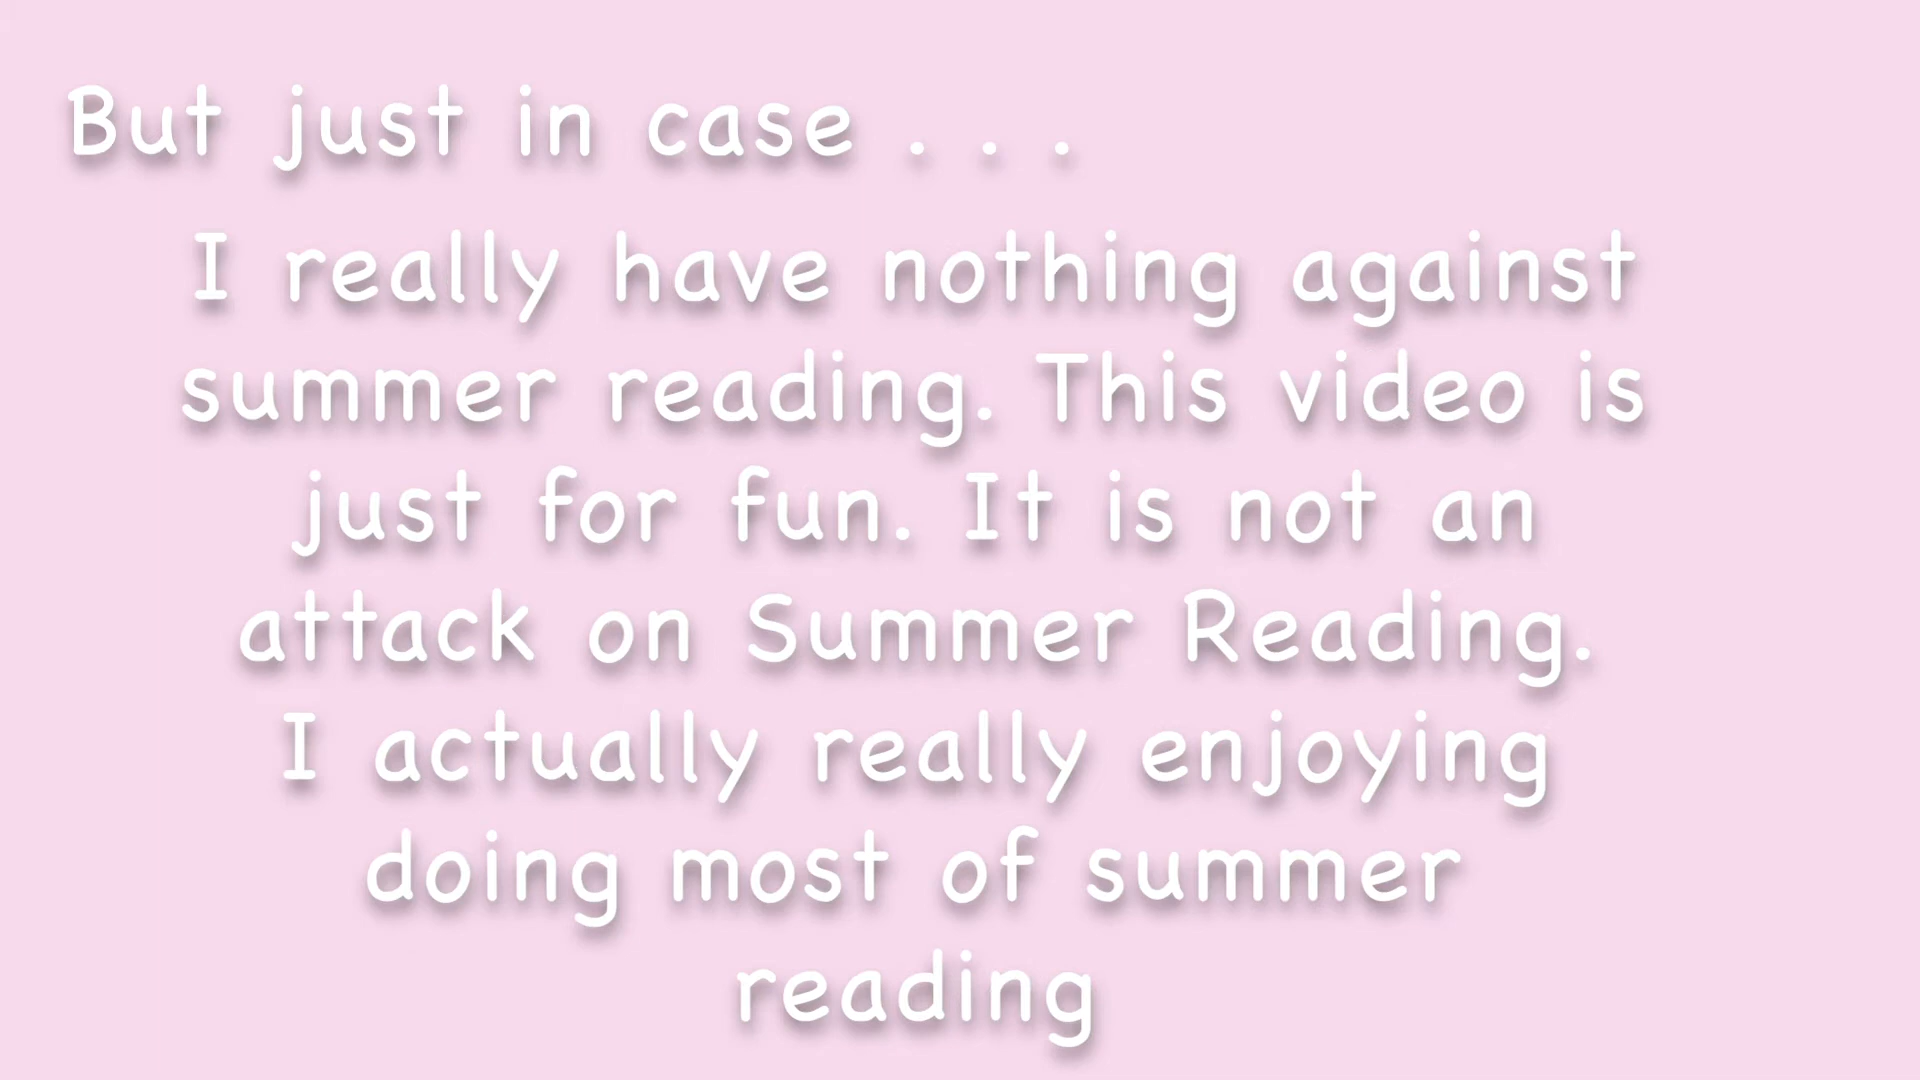 But just in case . . .
I really have nothing against
summer reading. This video is
just for fun. It is not an
attack on Summer Reading.
I actually really enjoying
doing most of summer
reading